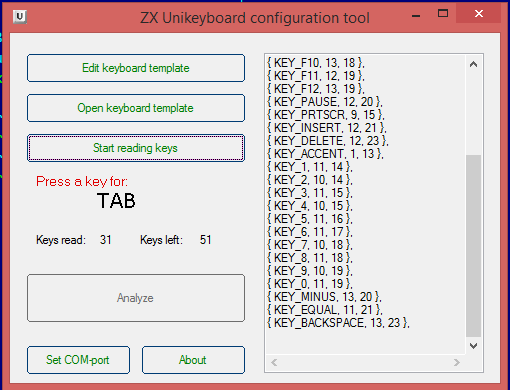 U
ZX Unikeyboard configuration tool
Edit keyboard template
Open keyboard template
Start reading keys
Press a key for:
TAB
Keys read: 31 Keys left: 51
Analyze
Set COM-port
About
{ KEY_F10, 13, 18 },
{ KEY_F11, 12, 19 },
{ KEY_F12, 13, 19 },
{ KEY_PAUSE, 12, 20 },
{ KEY_PRTSCR, 9, 15 },
{ KEY_INSERT, 12, 21 },
{ KEY_DELETE, 12, 23 },
{ KEY_ACCENT, 1, 13 },
{ KEY_1, 11, 14 },
{ KEY_2, 10, 14 },
{ KEY_3, 11, 15 },
{ KEY_4, 10, 15 },
{ KEY_5, 11, 16 },
{ KEY_6, 11, 17 },
{ KEY_7, 10, 18 },
{ KEY_8, 11, 18 },
{ KEY_9, 10, 19 },
{ KEY_0, 11, 19 },
{ KEY_MINUS, 13, 20 },
{ KEY_EQUAL, 11, 21 },
{ KEY_BACKSPACE, 13, 23 },